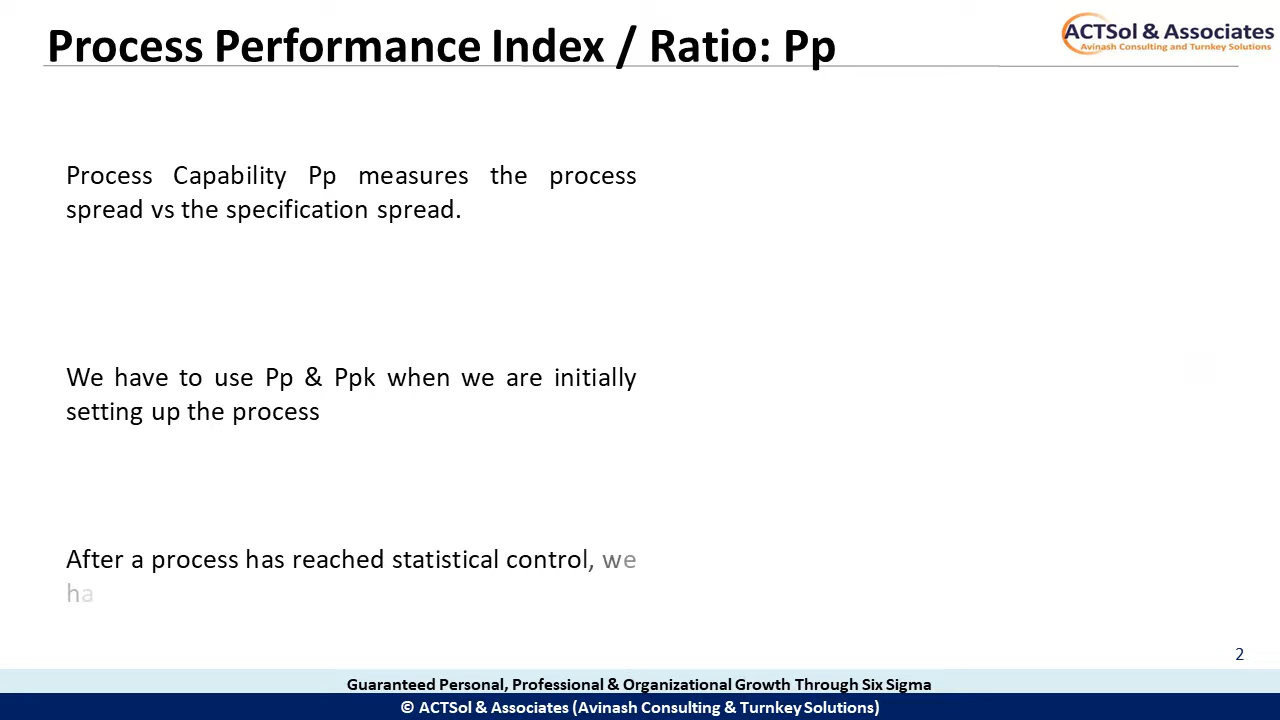 Process Performance Index / Ratio: Pp
ACTSol & Associates
Avinash Consulting and Turnkey Solutions
Process Capability Pp measures the process
spread vs the specification spread.
We have to use Pp & Ppk when we are initially
setting up the process
After a process has reached statistical control, we
ha
2
Guaranteed Personal, Professional & Organizational Growth Through Six Sigma
© ACTSol & Associates (Avinash Consulting & Turnkey Solutions)